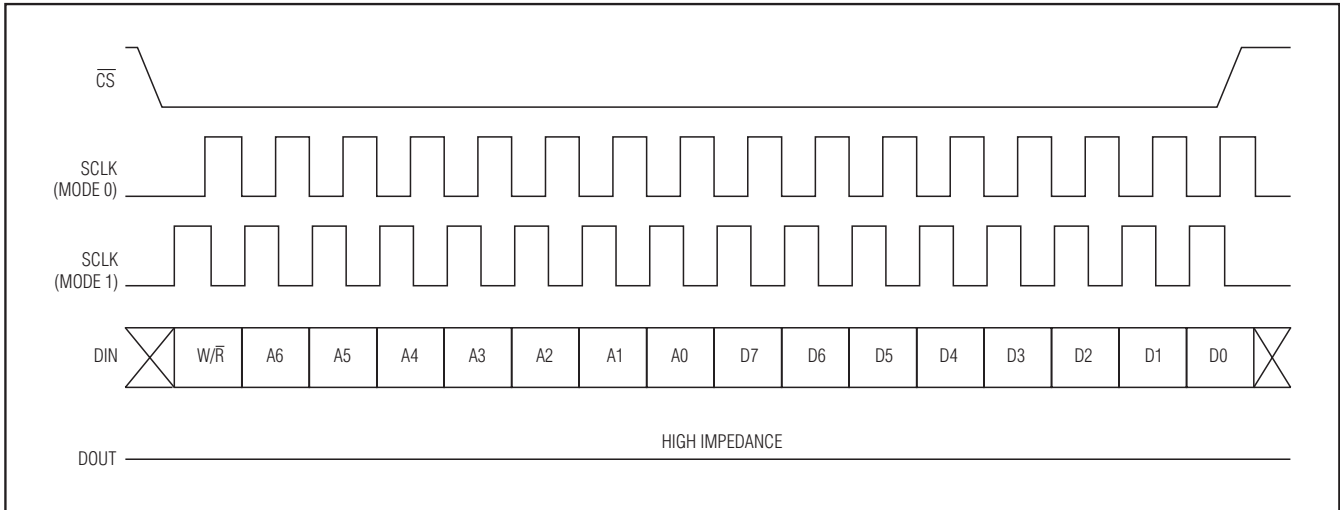 C̅S̅
SCLK
(MODE 0)
SCLK
(MODE 1)
DIN W/R̅ A6 A5 A4 A3 A2 A1 A0 D7 D6 D5 D4 D3 D2 D1 D0
HIGH IMPEDANCE
DOUT